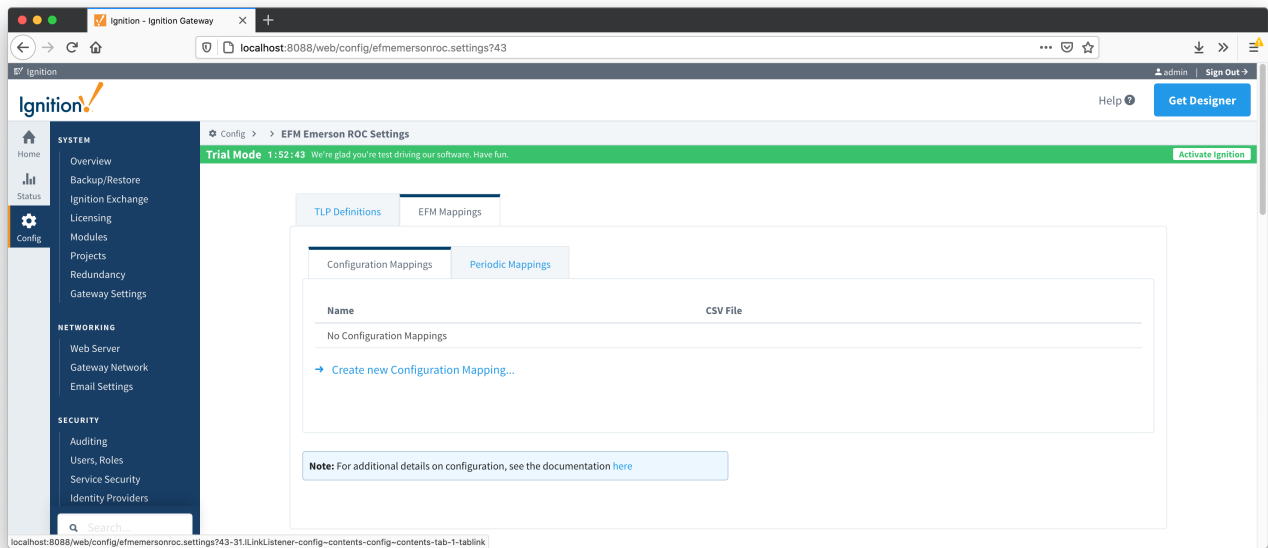 Ignition - Ignition Gateway
localhost:8088/web/config/efmemersonroc.settings?43
Ignition
admin | Sign Out
Ignition!
Help
Get Designer
Home
Status
Config
SYSTEM
Overview
Backup/Restore
Ignition Exchange
Licensing
Modules
Projects
Redundancy
Gateway Settings
NETWORKING
Web Server
Gateway Network
Email Settings
SECURITY
Auditing
Users, Roles
Service Security
Identity Providers
Search...
Config > > EFM Emerson ROC Settings
Trial Mode 1:52:43 We're glad you're test driving our software. Have fun.
Activate Ignition
TLP Definitions EFM Mappings
Configuration Mappings Periodic Mappings
Name CSV File
No Configuration Mappings
Create new Configuration Mapping...
Note: For additional details on configuration, see the documentation here
localhost:8088/web/config/efmemersonroc.settings?43-31.ILinkListener-config~contents-config~contents-tab-1-tablink